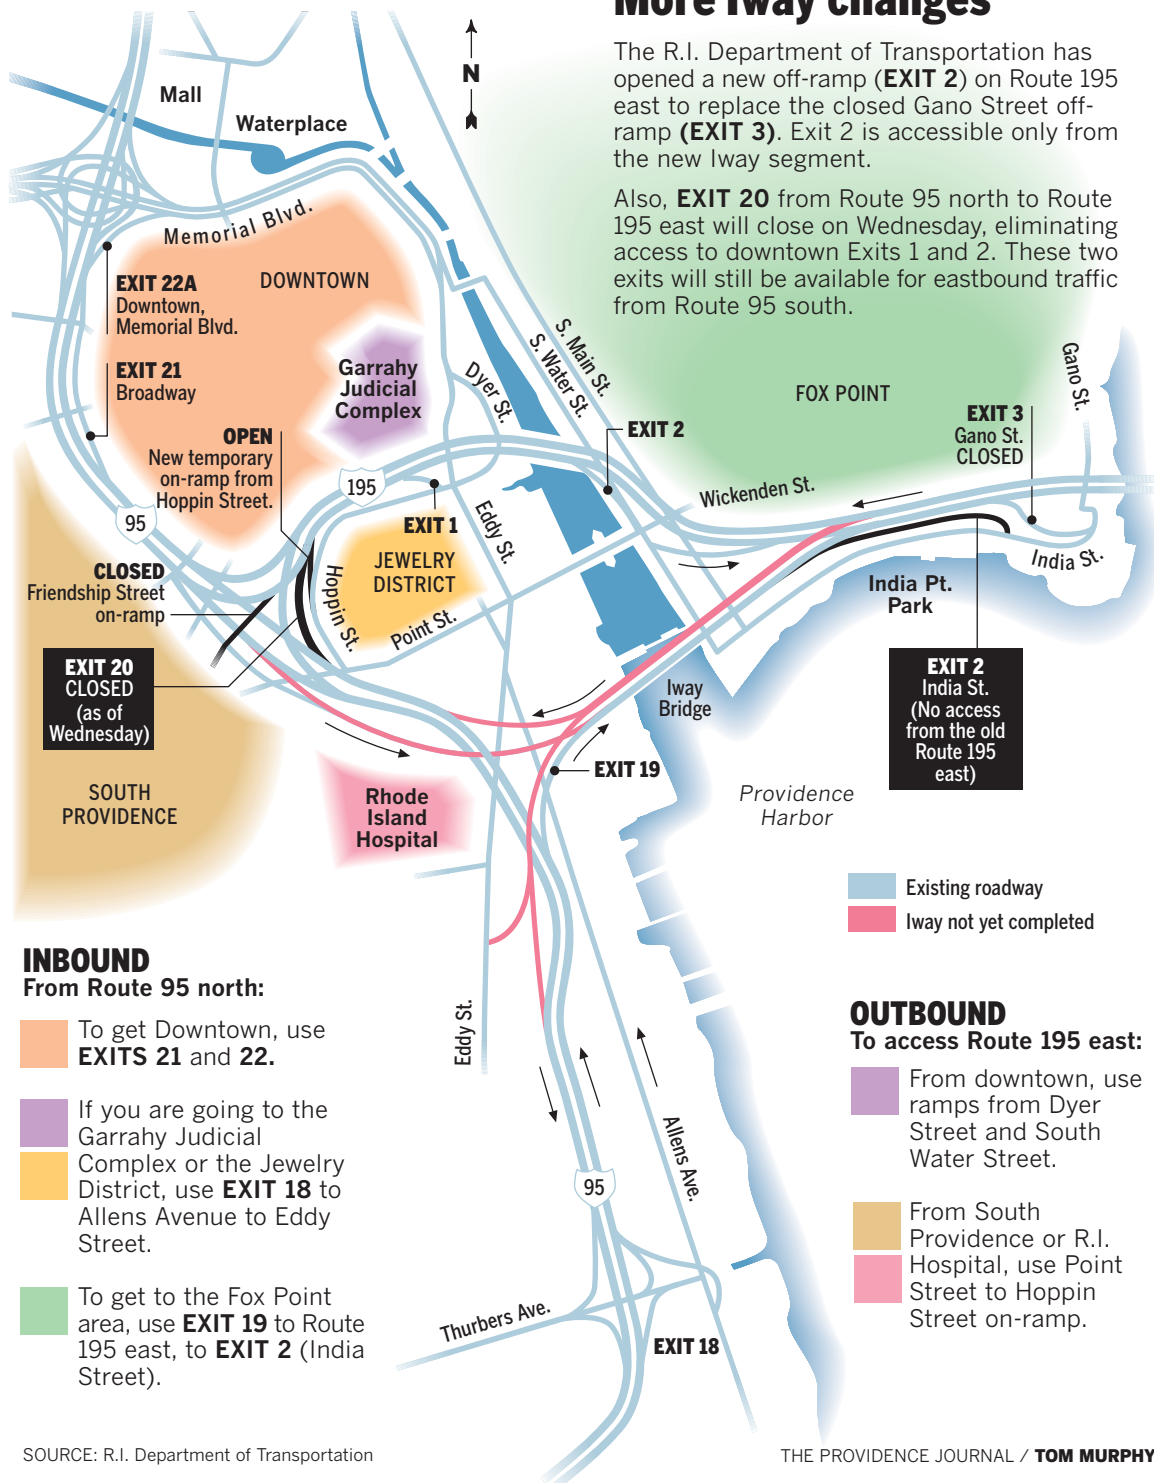 More Iway changes
The R.I. Department of Transportation has
opened a new off-ramp (EXIT 2) on Route 195
east to replace the closed Gano Street off-
ramp (EXIT 3). Exit 2 is accessible only from
the new Iway segment.
Also, EXIT 20 from Route 95 north to Route
195 east will close on Wednesday, eliminating
access to downtown Exits 1 and 2. These two
exits will still be available for eastbound traffic
from Route 95 south.
N
Mall
Waterplace
Memorial Blvd.
DOWNTOWN
EXIT 22A
Downtown,
Memorial Blvd.
EXIT 21
Broadway
Garrahy
Judicial
Complex
Dyer St.
S. Main St.
S. Water St.
FOX POINT
Gano St.
EXIT 3
Gano St.
CLOSED
EXIT 2
OPEN
New temporary
on-ramp from
Hoppin Street.
195
95
EXIT 1
Eddy St.
Wickenden St.
JEWELRY
DISTRICT
Hoppin St.
Point St.
India St.
India Pt.
Park
CLOSED
Friendship Street
on-ramp
EXIT 20
CLOSED
(as of
Wednesday)
Iway
Bridge
EXIT 2
India St.
(No access
from the old
Route 195
east)
EXIT 19
SOUTH
PROVIDENCE
Rhode
Island
Hospital
Providence
Harbor
Existing roadway
Iway not yet completed
INBOUND
From Route 95 north:
To get Downtown, use
EXITS 21 and 22.
If you are going to the
Garrahy Judicial
Complex or the Jewelry
District, use EXIT 18 to
Allens Avenue to Eddy
Street.
To get to the Fox Point
area, use EXIT 19 to Route
195 east, to EXIT 2 (India
Street).
Eddy St.
Allens Ave.
95
Thurbers Ave.
EXIT 18
OUTBOUND
To access Route 195 east:
From downtown, use
ramps from Dyer
Street and South
Water Street.
From South
Providence or R.I.
Hospital, use Point
Street to Hoppin
Street on-ramp.
SOURCE: R.I. Department of Transportation
THE PROVIDENCE JOURNAL / TOM MURPHY